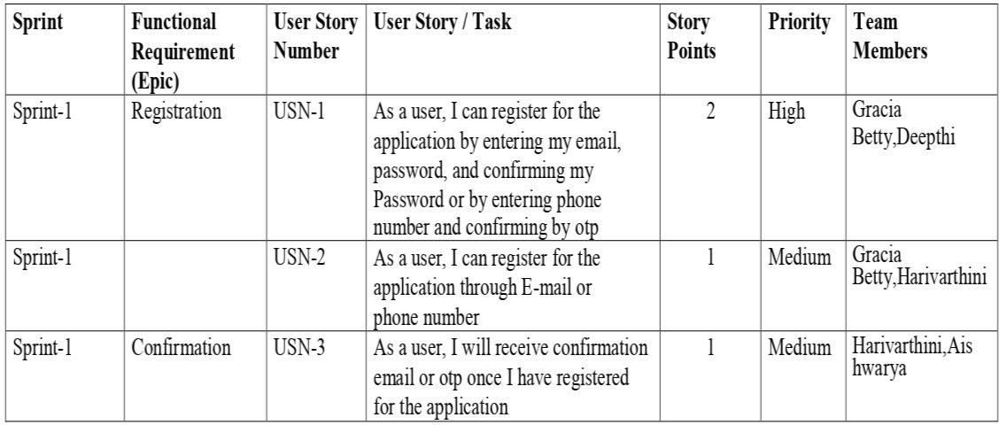 Sprint
Functional
Requirement
(Epic)
User Story
Number
User Story / Task
Story
Points
Priority
Team
Members
Sprint-1
Registration
USN-1
As a user, I can register for the
application by entering my email,
password, and confirming my
Password or by entering phone
number and confirming by otp
2
High
Gracia
Betty,Deepthi
Sprint-1
USN-2
As a user, I can register for the
application through E-mail or
phone number
1
Medium
Gracia
Betty,Harivarthini
Sprint-1
Confirmation
USN-3
As a user, I will receive confirmation
email or otp once I have registered
for the application
1
Medium
Harivarthini,Ais
hwarya